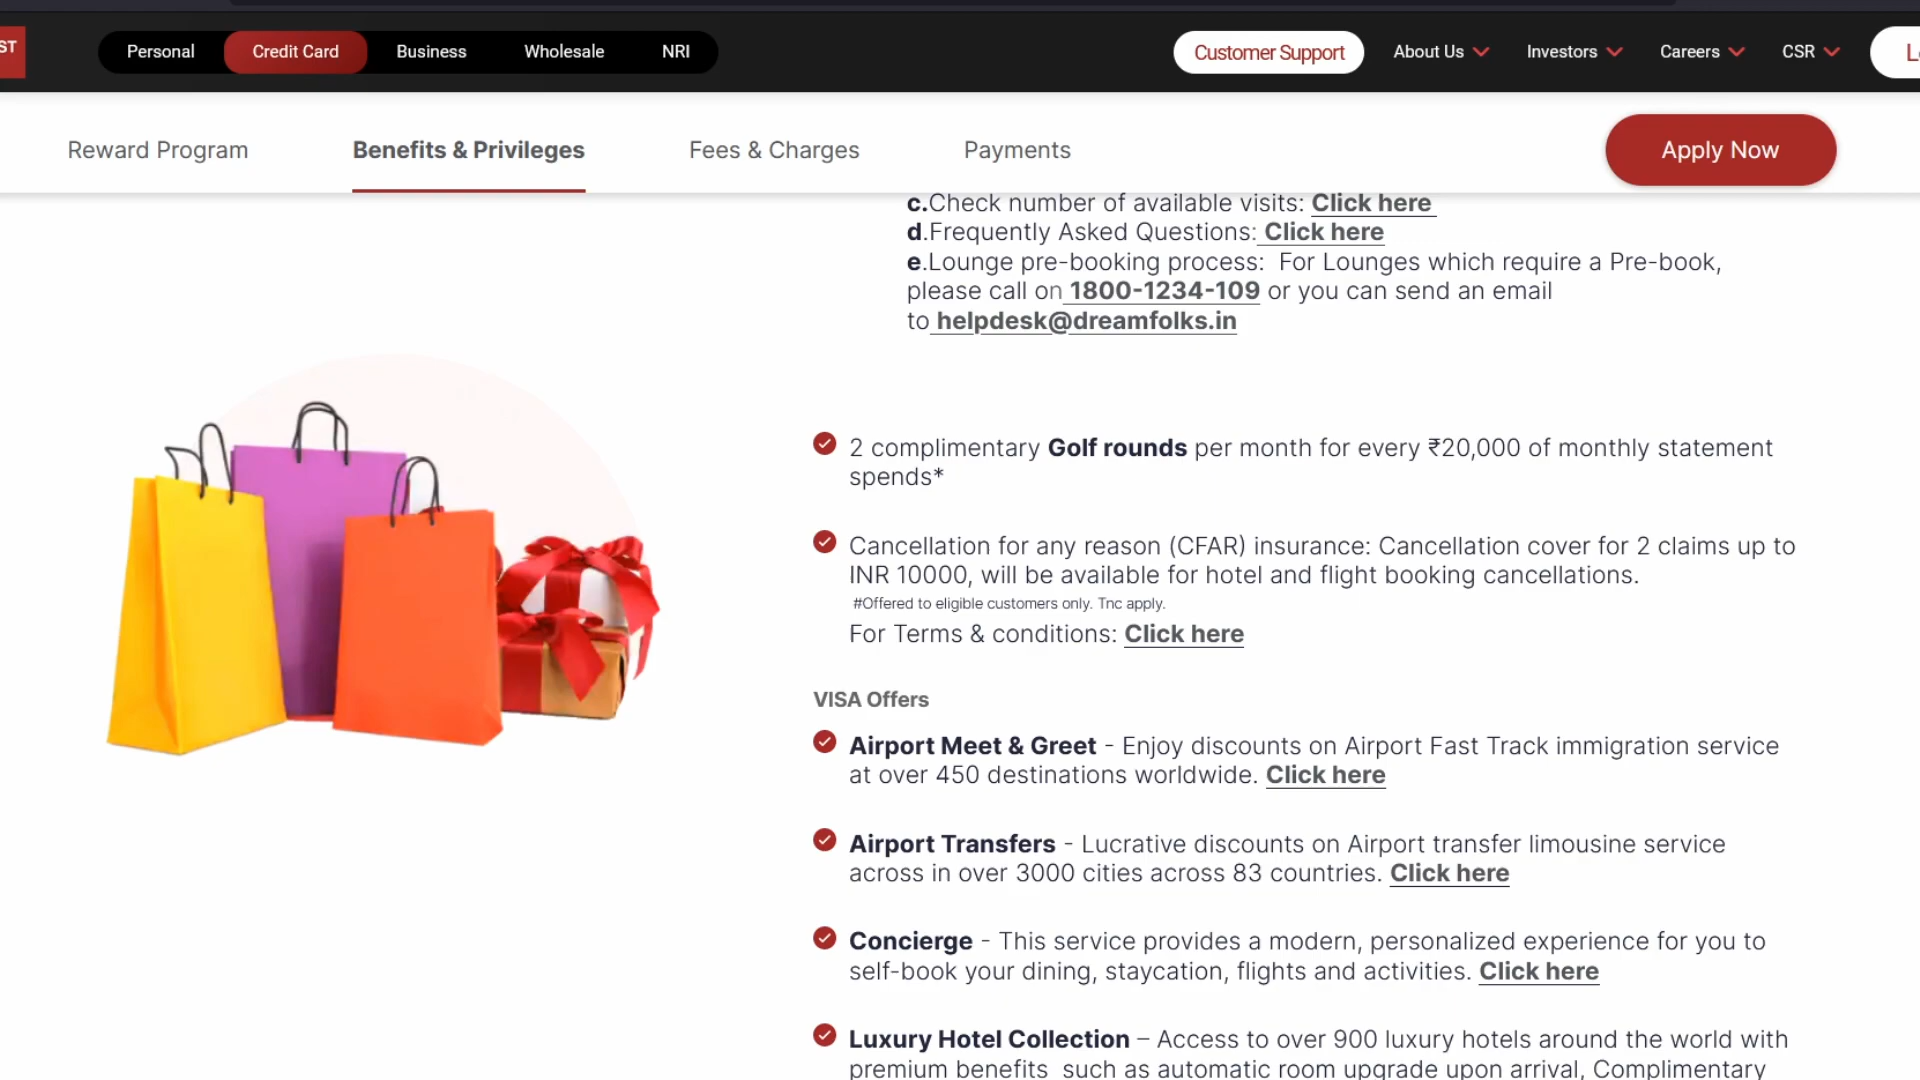 ST
Personal Credit Card Business Wholesale NRI
Customer Support About Us Investors Careers CSR
Reward Program Benefits & Privileges Fees & Charges Payments Apply Now
c.Check number of available visits: Click here
d.Frequently Asked Questions: Click here
e.Lounge pre-booking process: For Lounges which require a Pre-book,
please call on 1800-1234-109 or you can send an email
to helpdesk@dreamfolks.in
2 complimentary Golf rounds per month for every ₹20,000 of monthly statement
spends*
Cancellation for any reason (CFAR) insurance: Cancellation cover for 2 claims up to
INR 10000, will be available for hotel and flight booking cancellations.
#Offered to eligible customers only. Tnc apply.
For Terms & conditions: Click here
VISA Offers
Airport Meet & Greet - Enjoy discounts on Airport Fast Track immigration service
at over 450 destinations worldwide. Click here
Airport Transfers - Lucrative discounts on Airport transfer limousine service
across in over 3000 cities across 83 countries. Click here
Concierge - This service provides a modern, personalized experience for you to
self-book your dining, staycation, flights and activities. Click here
Luxury Hotel Collection – Access to over 900 luxury hotels around the world with
premium benefits such as automatic room upgrade upon arrival, Complimentary